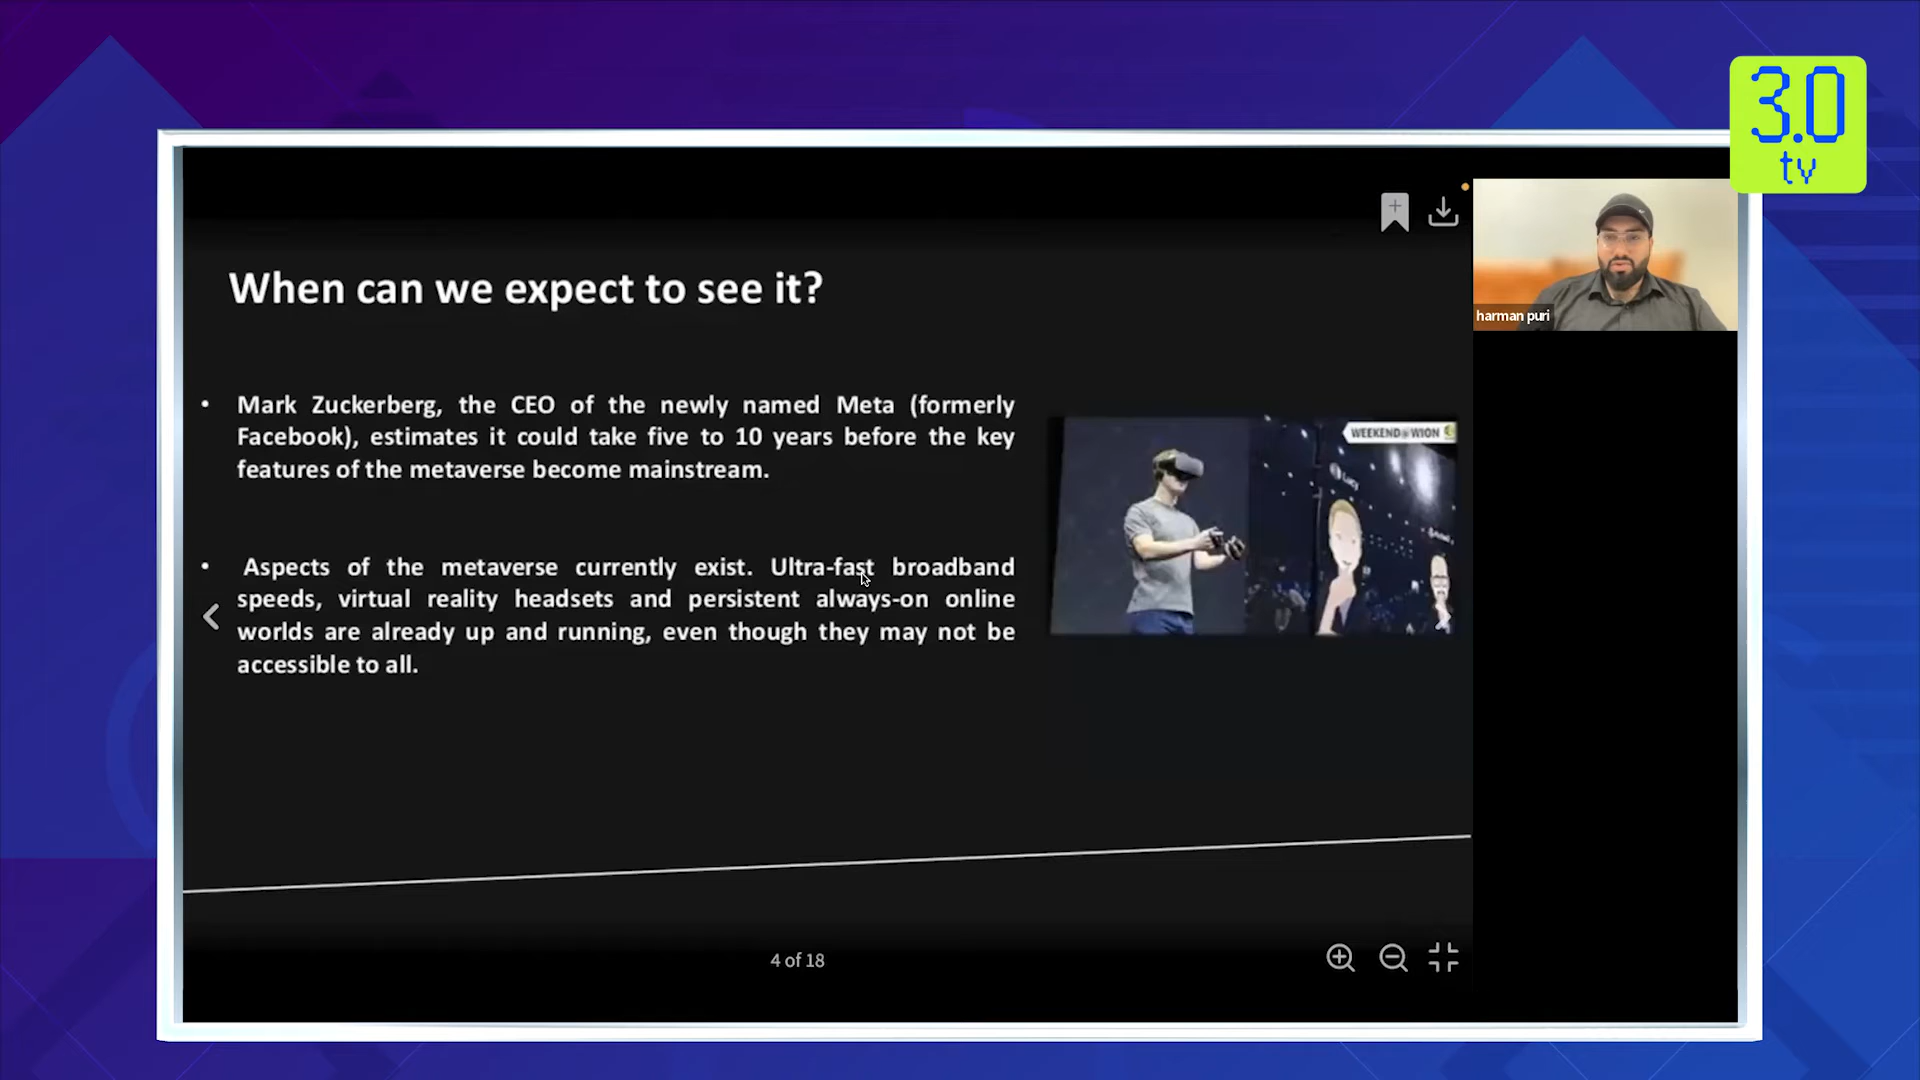 3.0
tv
When can we expect to see it?
harman puri
• Mark Zuckerberg, the CEO of the newly named Meta (formerly
Facebook), estimates it could take five to 10 years before the key
features of the metaverse become mainstream.
WEEKEND@WION
Lucy
• Aspects of the metaverse currently exist. Ultra-fast broadband
speeds, virtual reality headsets and persistent always-on online
worlds are already up and running, even though they may not be
accessible to all.
4 of 18